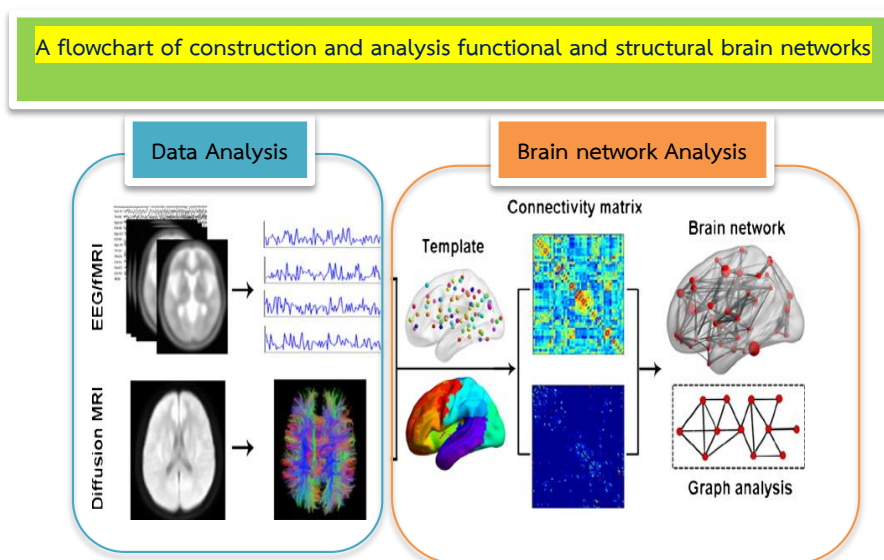 A flowchart of construction and analysis functional and structural brain networks
Data Analysis
Brain network Analysis
EEG/fMRI
Diffusion MRI
Template
Connectivity matrix
Brain network
Graph analysis